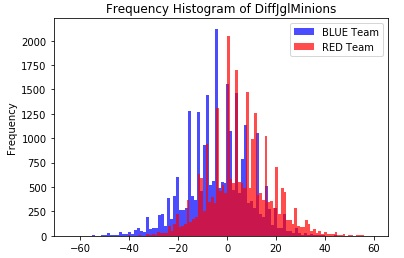 Frequency Histogram of DiffJglMinions
BLUE Team
RED Team
Frequency
2000
1750
1500
1250
1000
750
500
250
0
-60 -40 -20 0 20 40 60